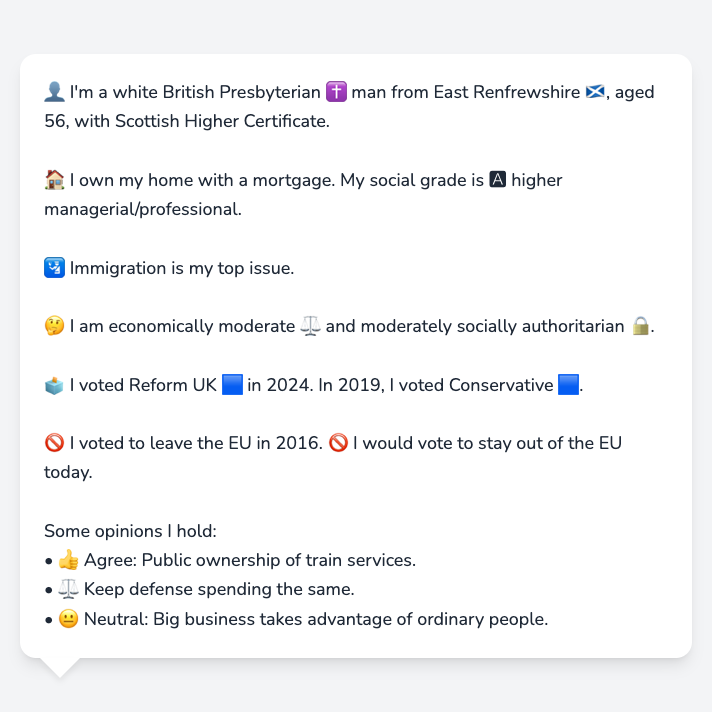 👤 I'm a white British Presbyterian ✝️ man from East Renfrewshire 🏴󠁧󠁢󠁳󠁣󠁴󠁿, aged
56, with Scottish Higher Certificate.
🏠 I own my home with a mortgage. My social grade is 🅰 higher
managerial/professional.
🛂 Immigration is my top issue.
🤔 I am economically moderate ⚖️ and moderately socially authoritarian 🔒.
🗳️ I voted Reform UK 🟦 in 2024. In 2019, I voted Conservative 🟦.
🚫 I voted to leave the EU in 2016. 🚫 I would vote to stay out of the EU
today.
Some opinions I hold:
• 👍 Agree: Public ownership of train services.
• ⚖️ Keep defense spending the same.
• 😐 Neutral: Big business takes advantage of ordinary people.